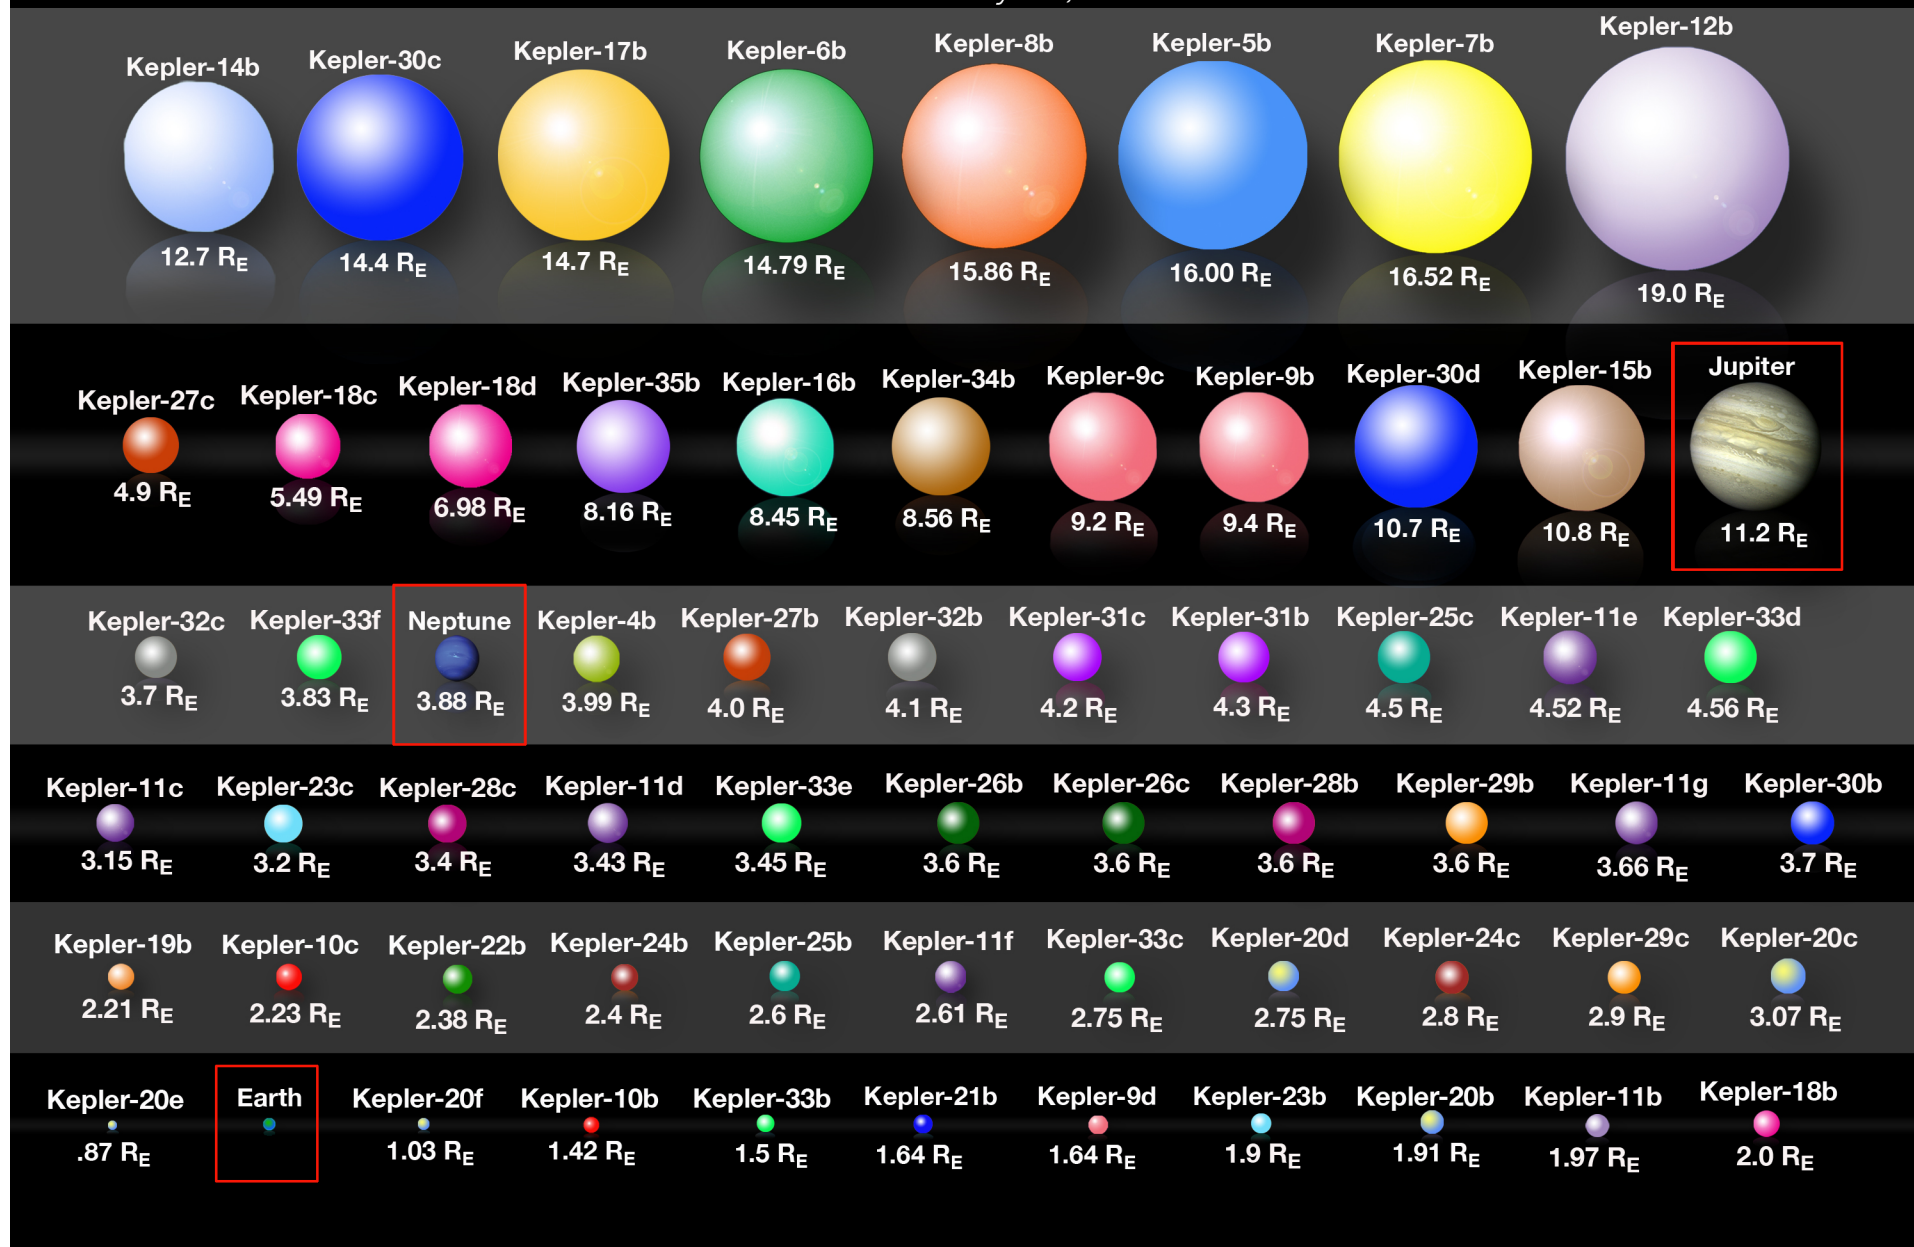 Kepler-14b Kepler-30c Kepler-17b Kepler-6b Kepler-8b Kepler-5b Kepler-7b Kepler-12b
12.7 RE 14.4 RE 14.7 RE 14.79 RE 15.86 RE 16.00 RE 16.52 RE 19.0 RE
Kepler-27c Kepler-18c Kepler-18d Kepler-35b Kepler-16b Kepler-34b Kepler-9c Kepler-9b Kepler-30d Kepler-15b Jupiter
4.9 RE 5.49 RE 6.98 RE 8.16 RE 8.45 RE 8.56 RE 9.2 RE 9.4 RE 10.7 RE 10.8 RE 11.2 RE
Kepler-32c Kepler-33f Neptune Kepler-4b Kepler-27b Kepler-32b Kepler-31c Kepler-31b Kepler-25c Kepler-11e Kepler-33d
3.7 RE 3.83 RE 3.88 RE 3.99 RE 4.0 RE 4.1 RE 4.2 RE 4.3 RE 4.5 RE 4.52 RE 4.56 RE
Kepler-11c Kepler-23c Kepler-28c Kepler-11d Kepler-33e Kepler-26b Kepler-26c Kepler-28b Kepler-29b Kepler-11g Kepler-30b
3.15 RE 3.2 RE 3.4 RE 3.43 RE 3.45 RE 3.6 RE 3.6 RE 3.6 RE 3.6 RE 3.66 RE 3.7 RE
Kepler-19b Kepler-10c Kepler-22b Kepler-24b Kepler-25b Kepler-11f Kepler-33c Kepler-20d Kepler-24c Kepler-29c Kepler-20c
2.21 RE 2.23 RE 2.38 RE 2.4 RE 2.6 RE 2.61 RE 2.75 RE 2.75 RE 2.8 RE 2.9 RE 3.07 RE
Kepler-20e Earth Kepler-20f Kepler-10b Kepler-33b Kepler-21b Kepler-9d Kepler-23b Kepler-20b Kepler-11b Kepler-18b
.87 RE 1.03 RE 1.42 RE 1.5 RE 1.64 RE 1.64 RE 1.9 RE 1.91 RE 1.97 RE 2.0 RE